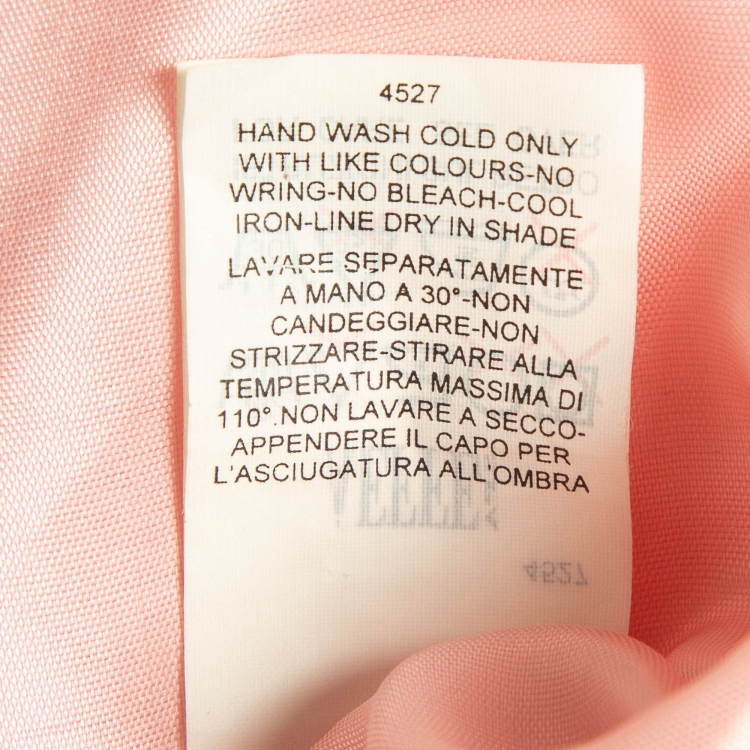 4527
HAND WASH COLD ONLY
WITH LIKE COLOURS-NO
WRING-NO BLEACH-COOL
IRON-LINE DRY IN SHADE
LAVARE SEPARATAMENTE
A MANO A 30°-NON
CANDEGGIARE-NON
STRIZZARE-STIRARE ALLA
TEMPERATURA MASSIMA DI
110°.NON LAVARE A SECCO-
APPENDERE IL CAPO PER
L'ASCIUGATURA ALL'OMBRA
4527